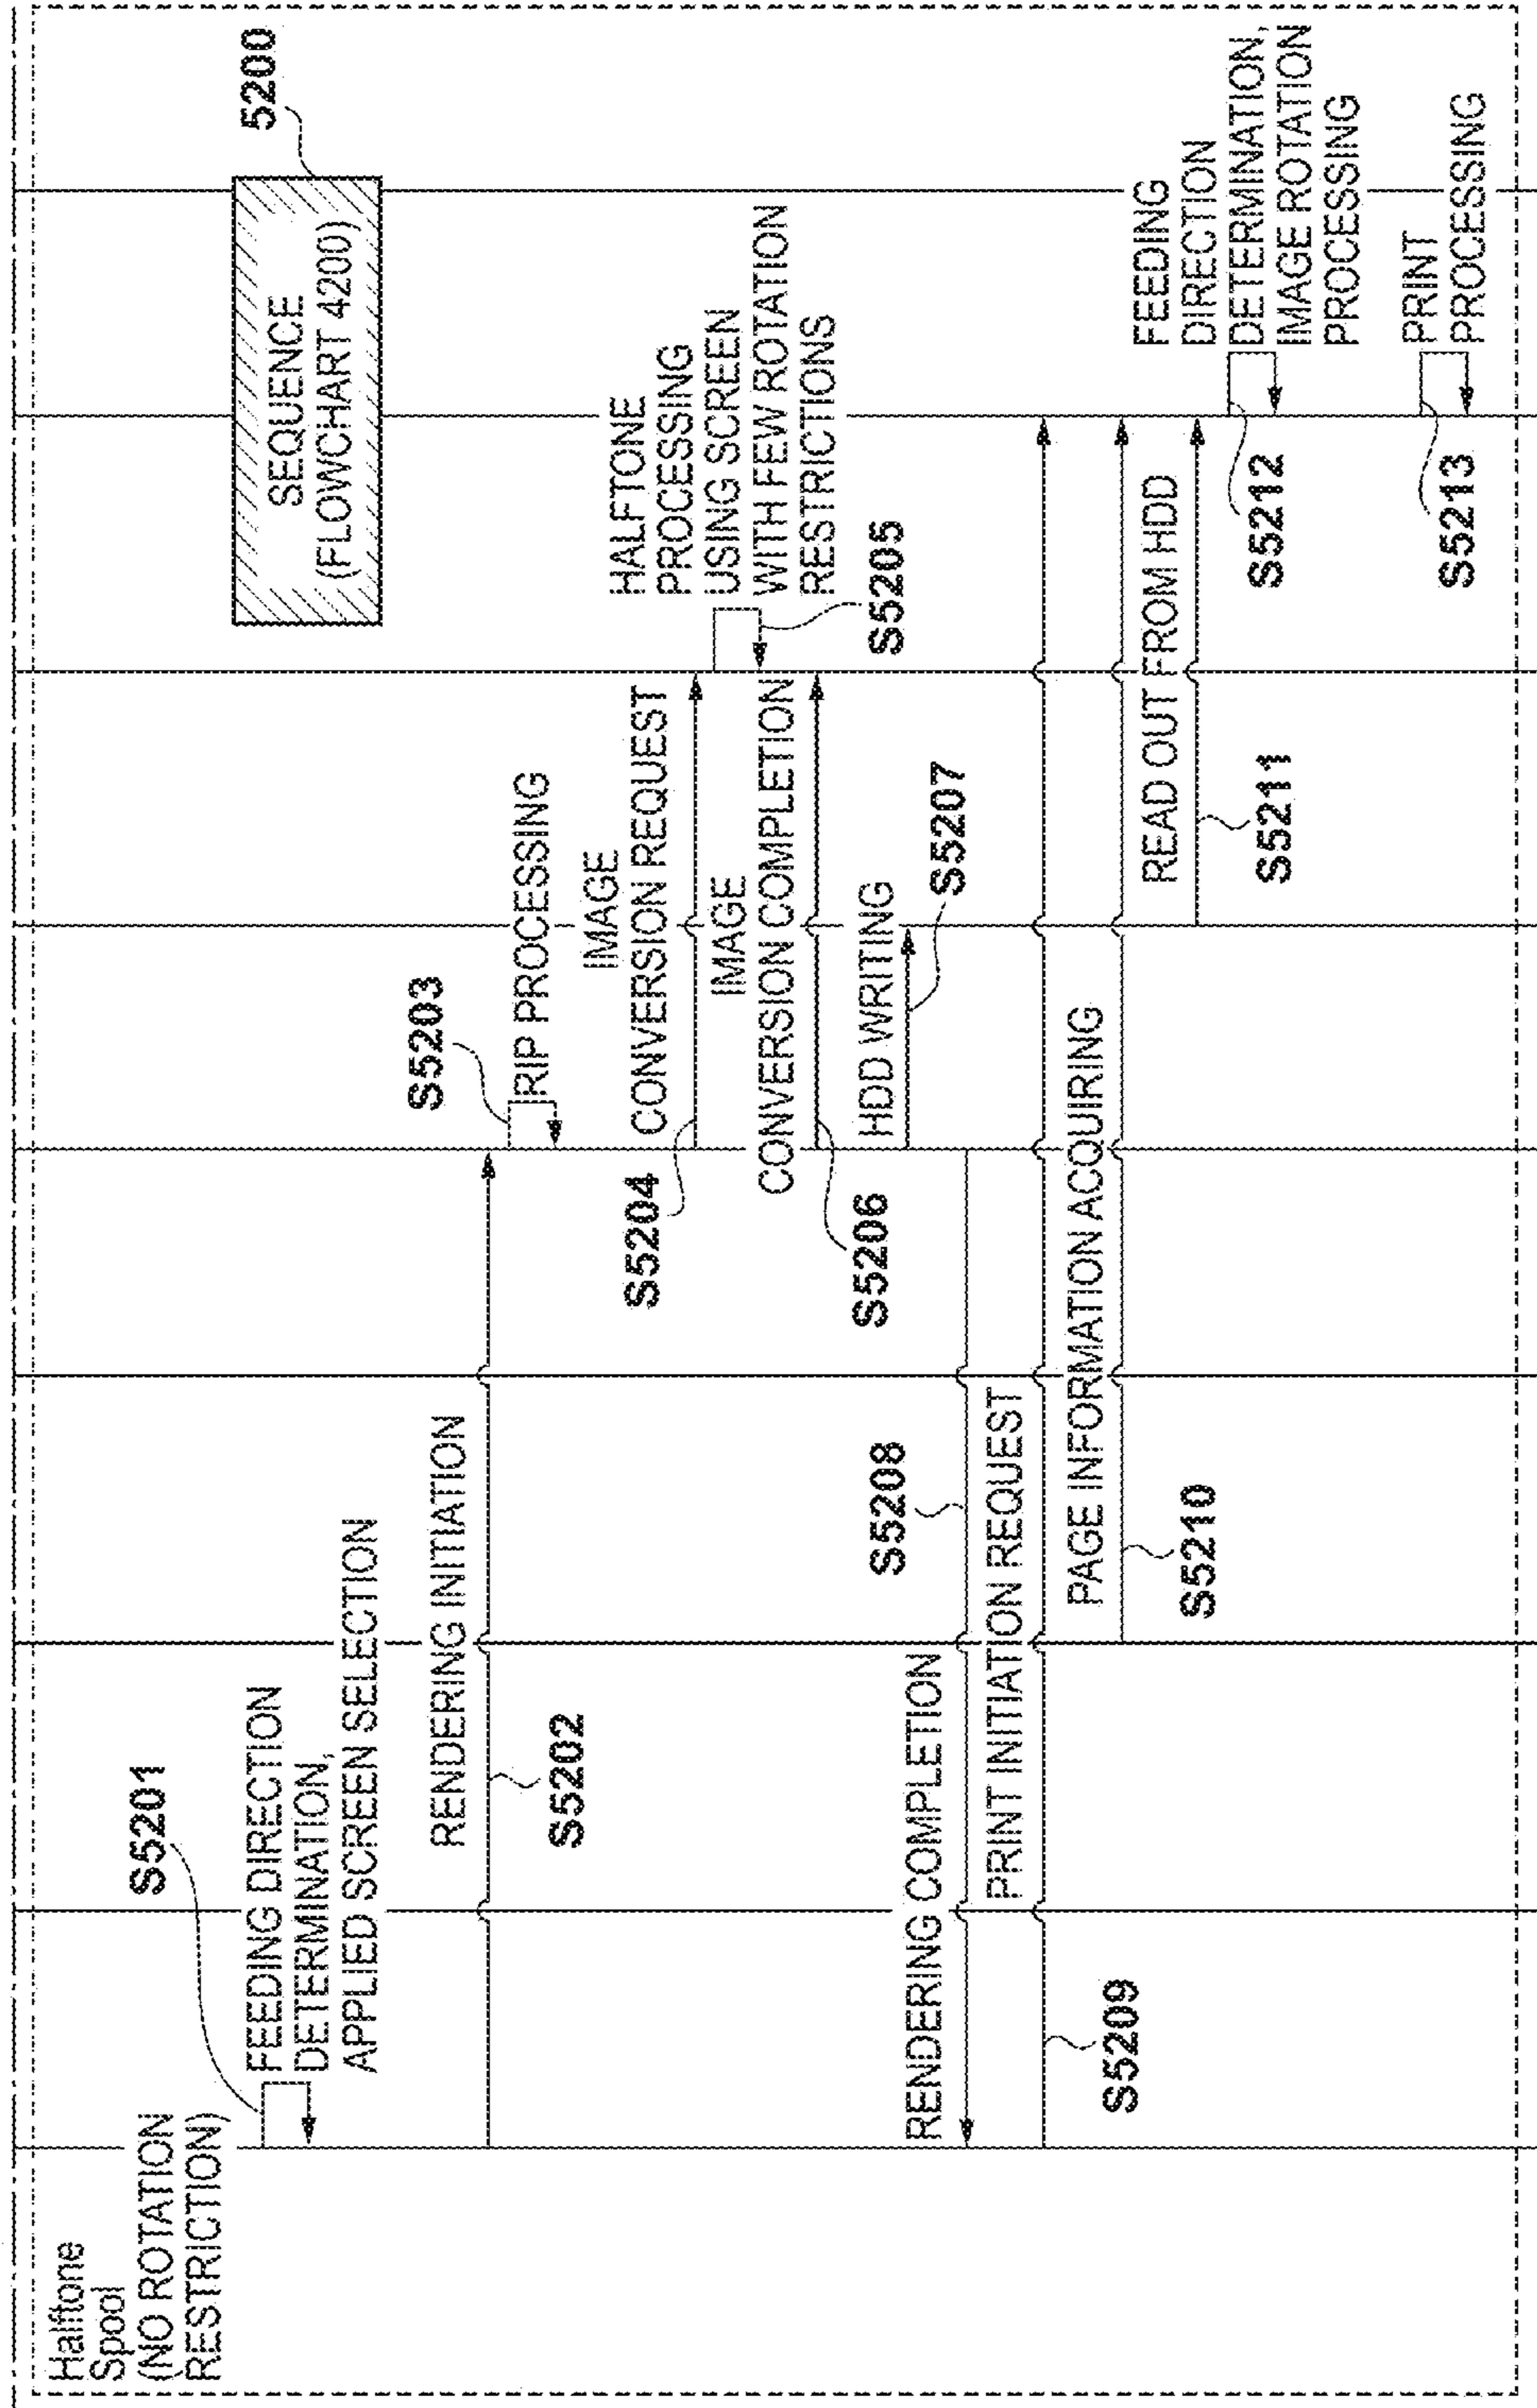 Halftone
Spool
(NO ROTATION
RESTRICTION)
SEQUENCE
(FLOWCHART 4200)
5200
S5201
FEEDING DIRECTION
DETERMINATION,
APPLIED SCREEN SELECTION
RENDERING INITIATION
S5202
S5203
RIP PROCESSING
IMAGE
CONVERSION REQUEST
S5204
HALFTONE
PROCESSING
USING SCREEN
WITH FEW ROTATION
RESTRICTIONS
S5205
IMAGE
CONVERSION COMPLETION
S5206
HDD WRITING
S5207
RENDERING COMPLETION
S5208
PRINT INITIATION REQUEST
S5209
PAGE INFORMATION ACQUIRING
S5210
READ OUT FROM HDD
S5211
FEEDING
DIRECTION
DETERMINATION,
IMAGE ROTATION
PROCESSING
S5212
PRINT
PROCESSING
S5213